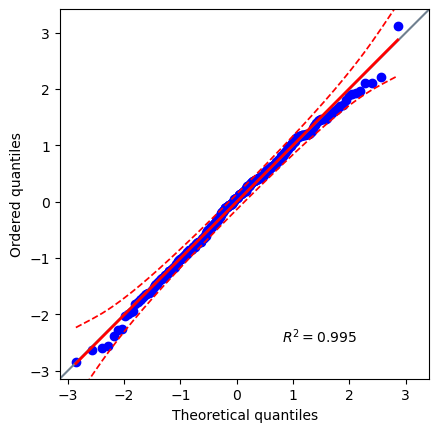 3
2
1
0
−1
−2
−3
Ordered quantiles
R² = 0.995
−3 −2 −1 0 1 2 3
Theoretical quantiles